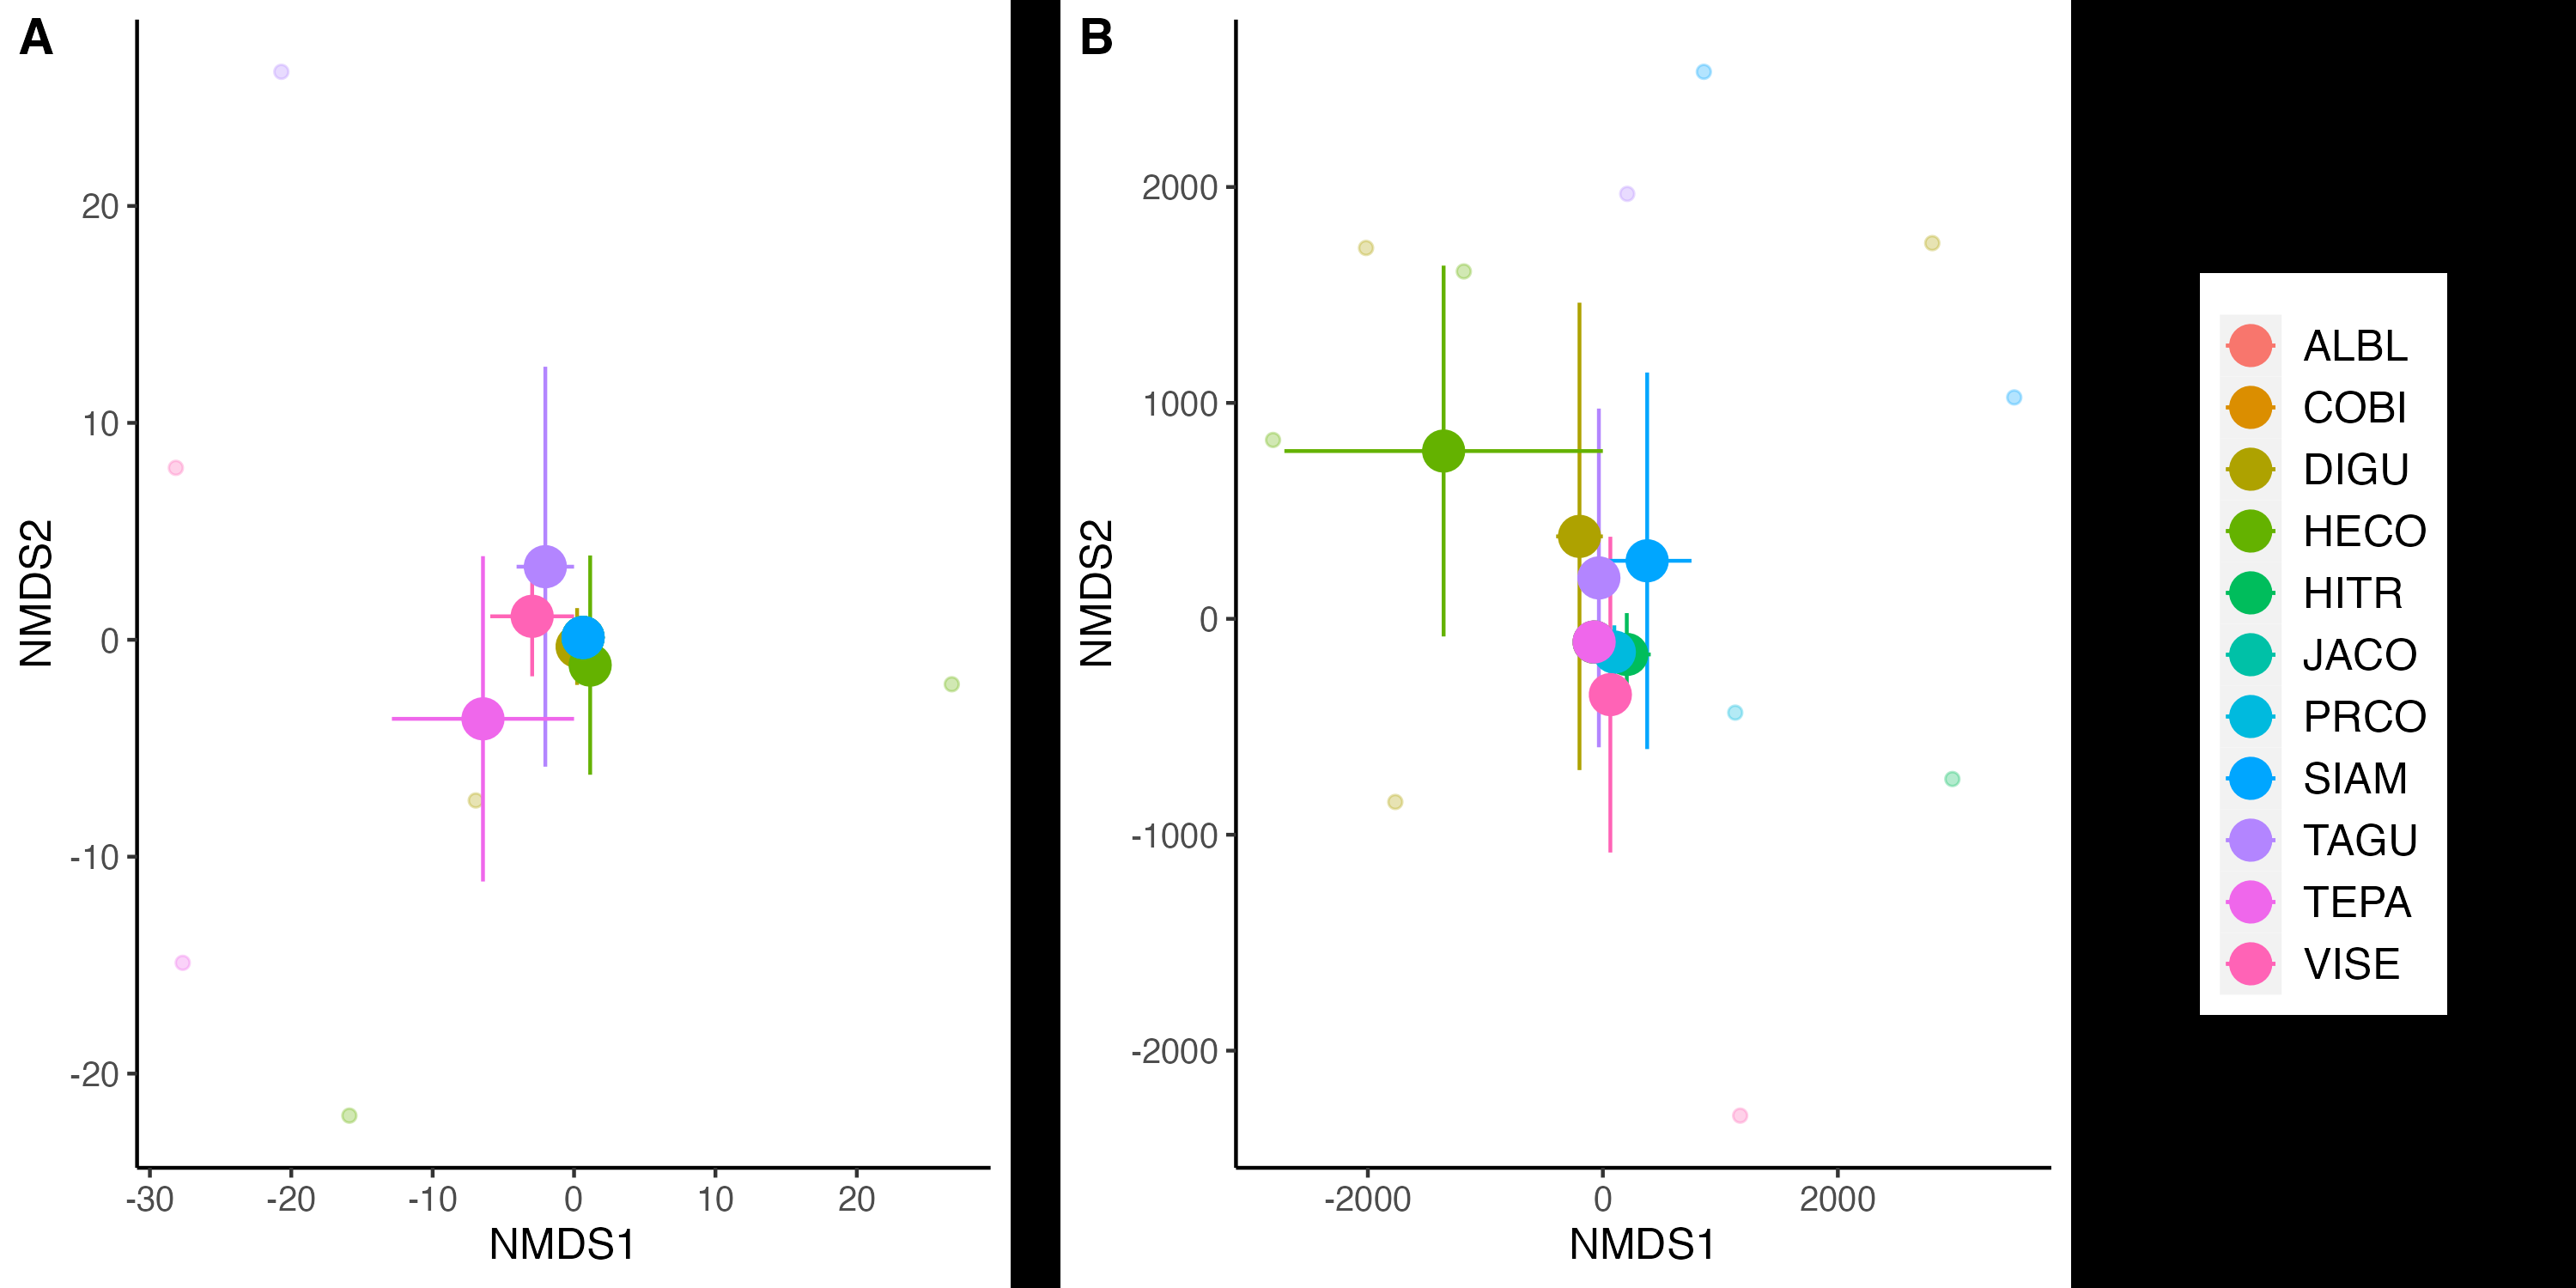 A
NMDS2
20
10
0
-10
-20
-30 -20 -10 0 10 20
NMDS1
B
NMDS2
2000
1000
0
-1000
-2000
-2000 0 2000
NMDS1
ALBL
COBI
DIGU
HECO
HITR
JACO
PRCO
SIAM
TAGU
TEPA
VISE